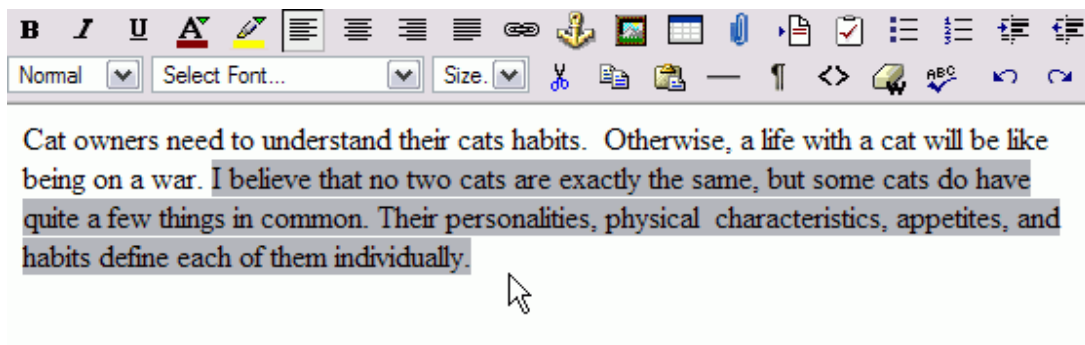 B I U A
Normal Select Font... Size. ABC
Cat owners need to understand their cats habits.  Otherwise, a life with a cat will be like
being on a war. I believe that no two cats are exactly the same, but some cats do have
quite a few things in common. Their personalities, physical  characteristics, appetites, and
habits define each of them individually.